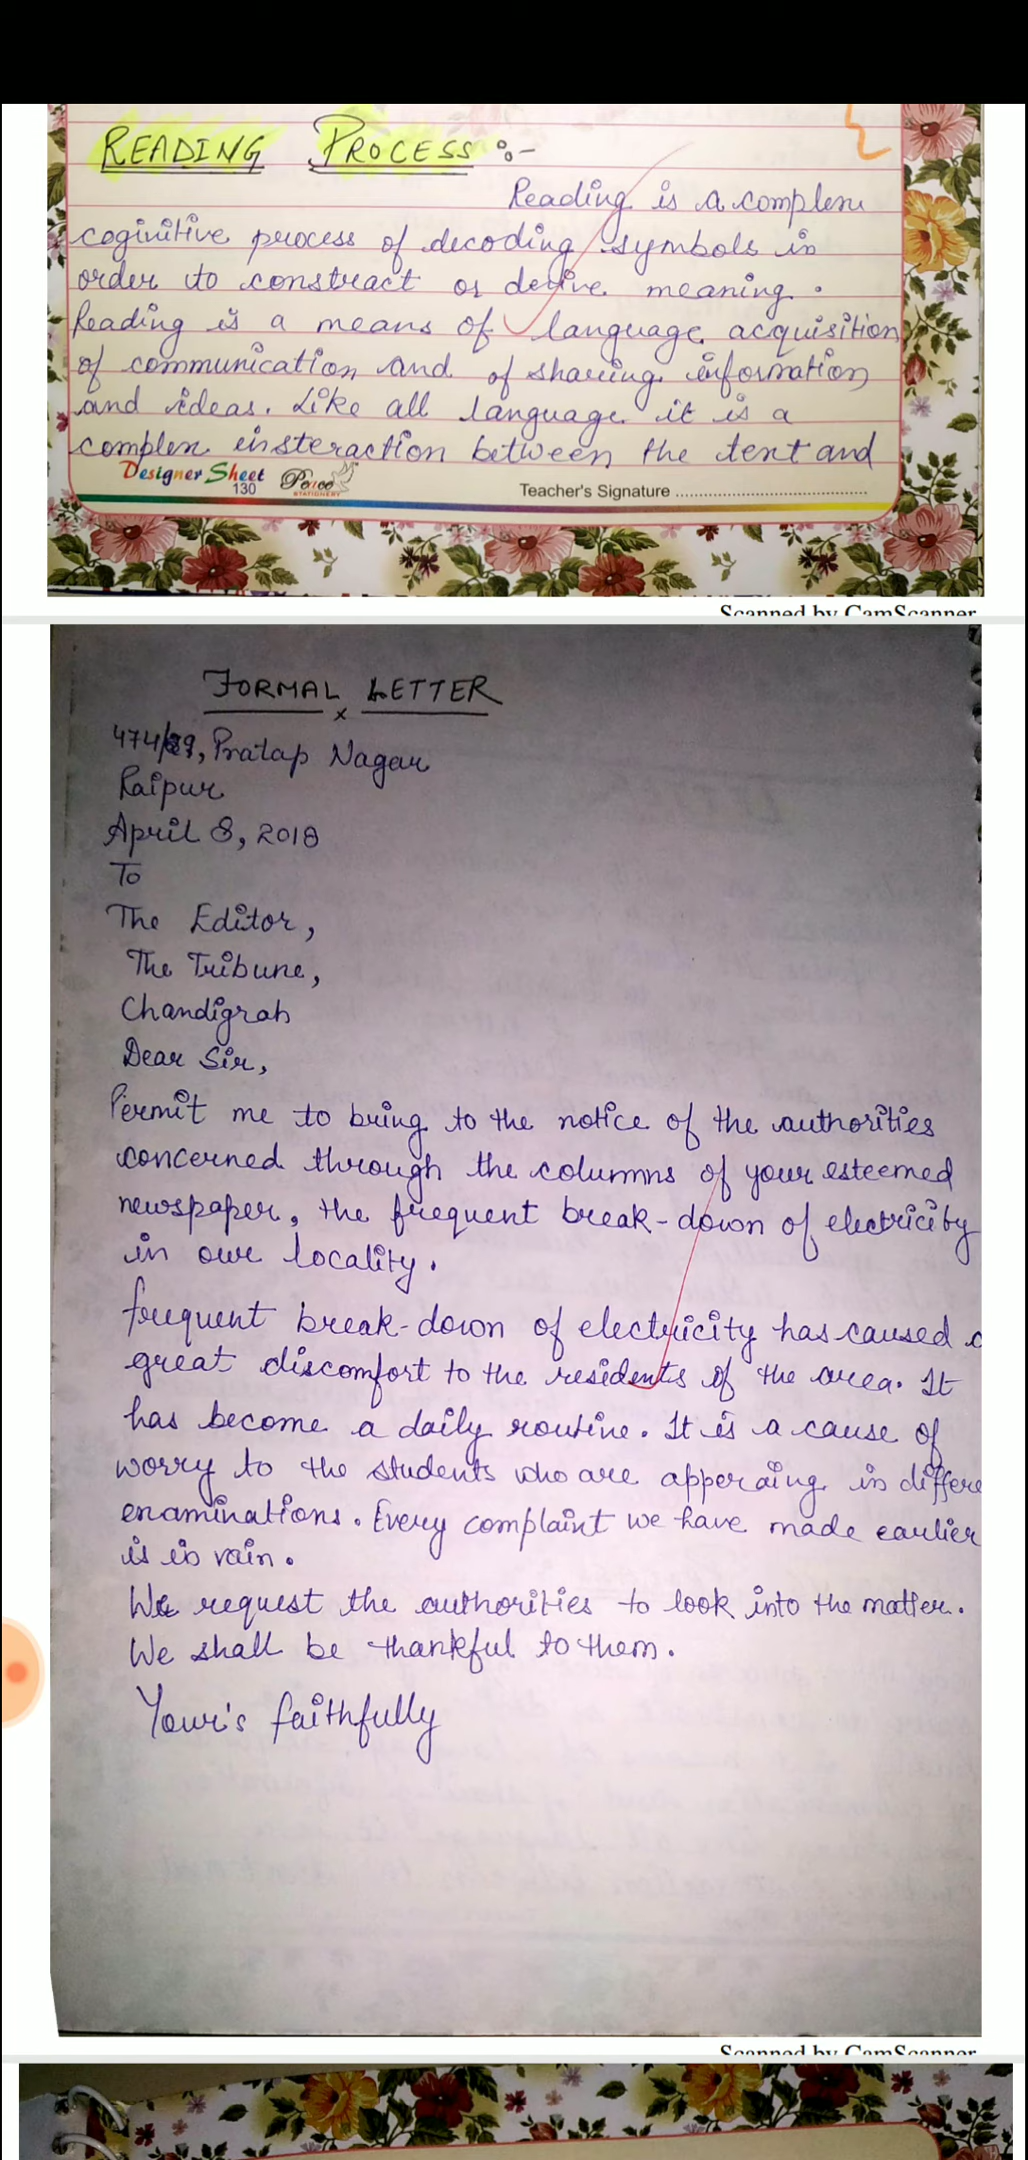 READING PROCESS :-
Reading is a complex
coginitive process of decoding symbols in
order to constract or derive meaning.
Reading is a means of language acquisition
of communication and of sharing information
and ideas. Like all language it is a
complex insteraction between the text and
Designer Sheet
130
Peace
STATIONERY
Teacher's Signature
Scanned by CamScanner
FORMAL LETTER
x
Pratap Nagar
Raipur
April 8, 2018
To
The Editor,
The Tribune,
Chandigrah
Dear Sir,
Permit me to bring to the notice of the authorities
concerned through the columns of your esteemed
newspaper, the frequent break-down of electricity
in our locality.
frequent break-down of electricity has caused
great discomfort to the residents of the area. It
has become a daily routine. It is a cause of
worry to the students who are apperaing in differe
examinations. Every complaint we have made earlier
is in vain.
We request the authorities to look into the matter.
We shall be thankful to them.
Your's faithfully
Scanned by CamScanner